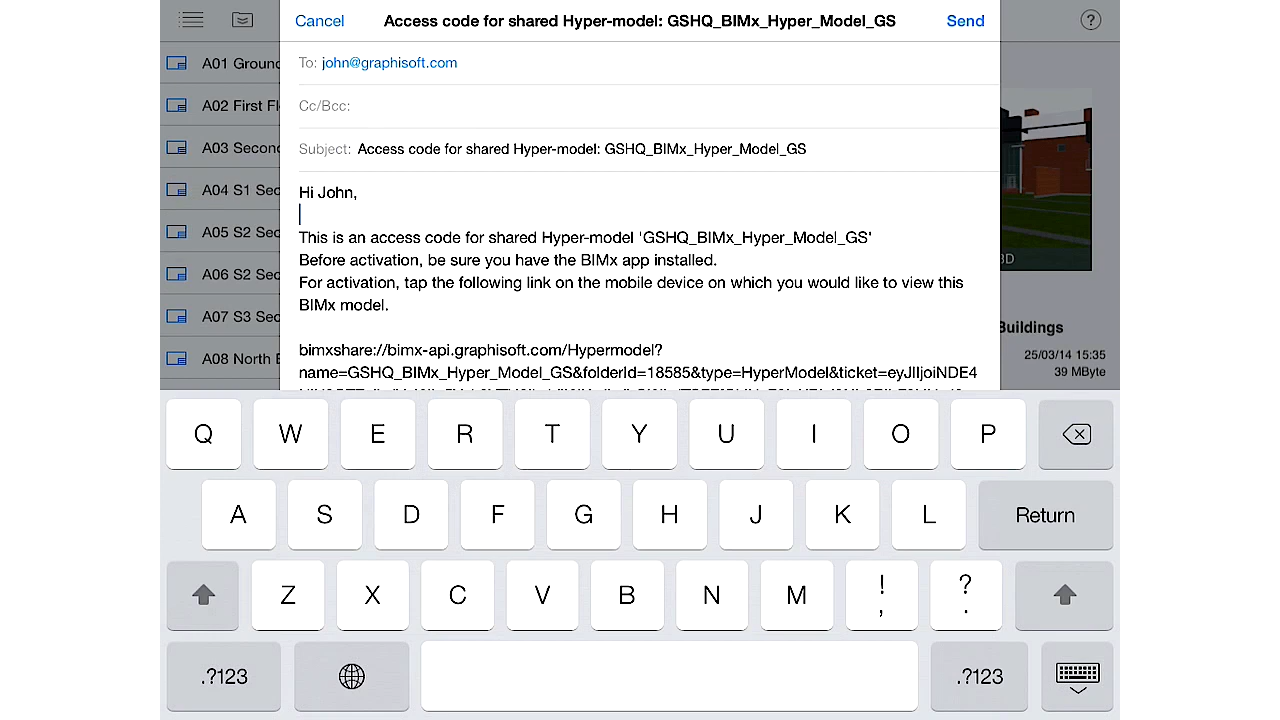 Cancel Access code for shared Hyper-model: GSHQ_BIMx_Hyper_Model_GS Send
To: john@graphisoft.com
Cc/Bcc:
Subject: Access code for shared Hyper-model: GSHQ_BIMx_Hyper_Model_GS
Hi John,
This is an access code for shared Hyper-model 'GSHQ_BIMx_Hyper_Model_GS'
Before activation, be sure you have the BIMx app installed.
For activation, tap the following link on the mobile device on which you would like to view this
BIMx model.
bimxshare://bimx-api.graphisoft.com/Hypermodel?
name=GSHQ_BIMx_Hyper_Model_GS&folderId=18585&type=HyperModel&ticket=eyJlIjoiNDE4
A01 Ground
A02 First Fl
A03 Second
A04 S1 Sec
A05 S2 Sec
A06 S2 Sec
A07 S3 Sec
A08 North E
?
3D
Buildings
25/03/14 15:35
39 MByte
Q W E R T Y U I O P
A S D F G H J K L Return
Z X C V B N M ! , ? .
.?123 .?123